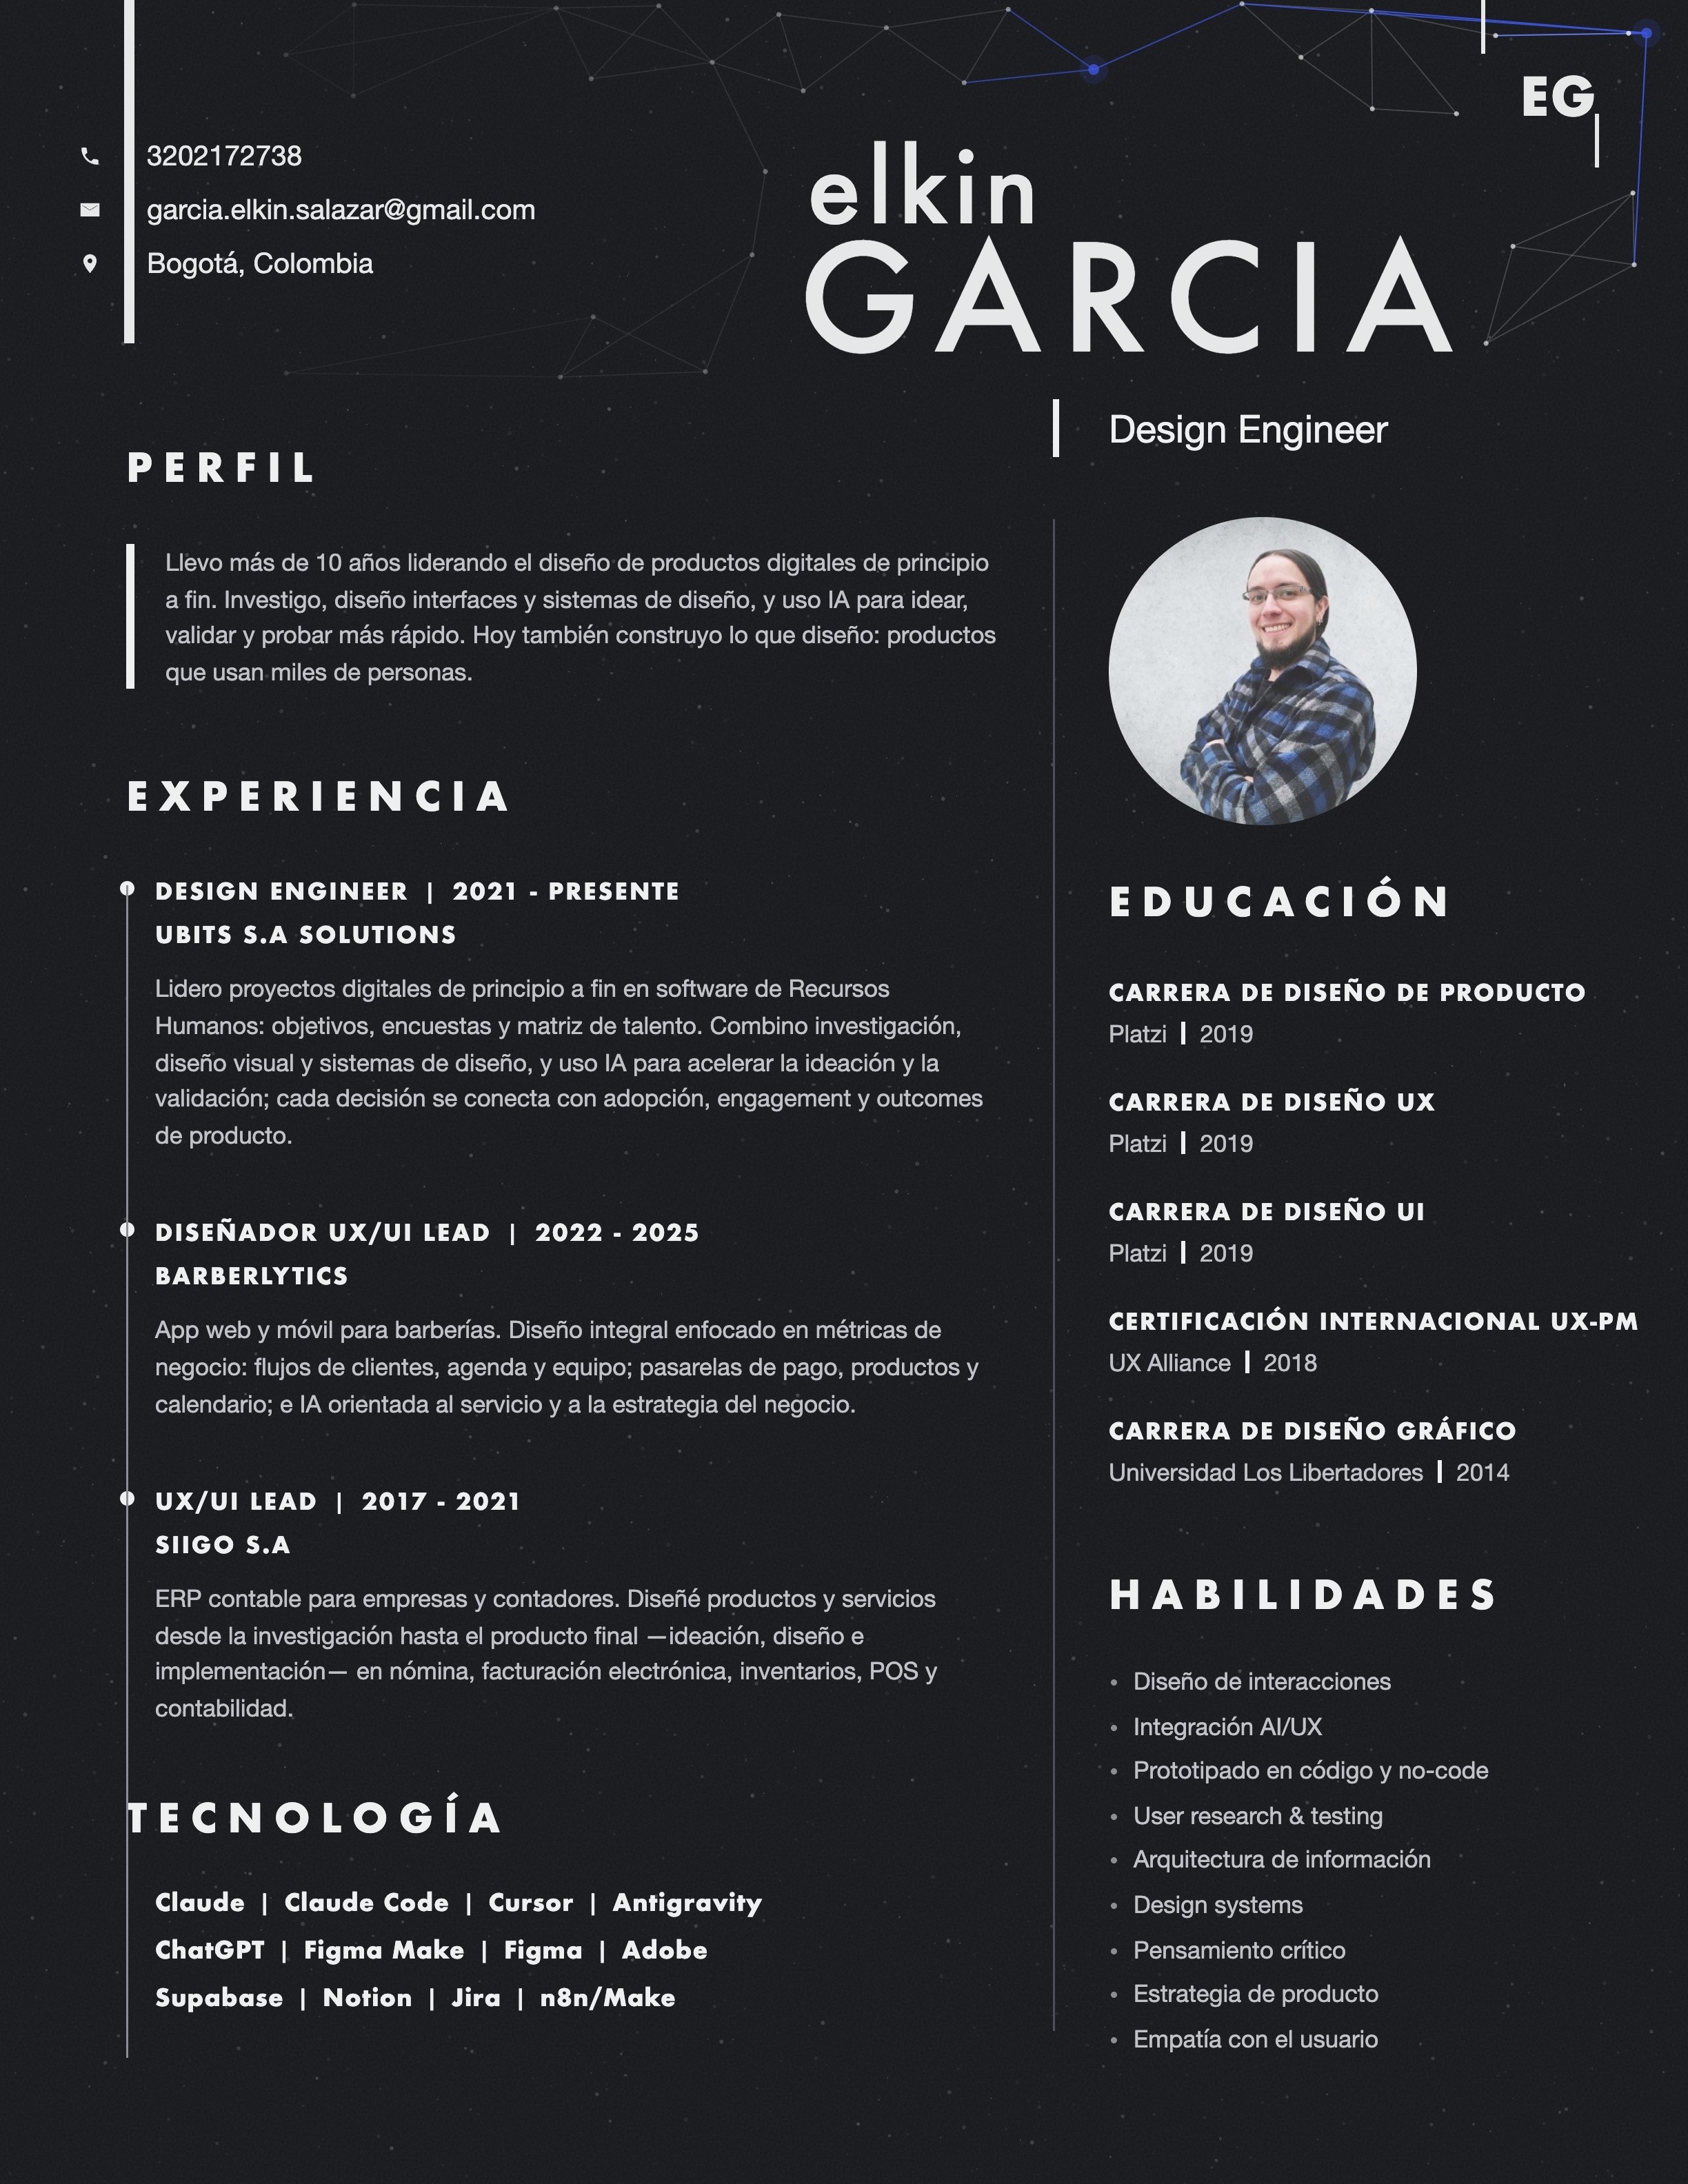 EG
3202172738
garcia.elkin.salazar@gmail.com
Bogotá, Colombia
elkin
GARCIA
Design Engineer
PERFIL
Llevo más de 10 años liderando el diseño de productos digitales de principio
a fin. Investigo, diseño interfaces y sistemas de diseño, y uso IA para idear,
validar y probar más rápido. Hoy también construyo lo que diseño: productos
que usan miles de personas.
EXPERIENCIA
DESIGN ENGINEER | 2021 - PRESENTE
UBITS S.A SOLUTIONS
Lidero proyectos digitales de principio a fin en software de Recursos
Humanos: objetivos, encuestas y matriz de talento. Combino investigación,
diseño visual y sistemas de diseño, y uso IA para acelerar la ideación y la
validación; cada decisión se conecta con adopción, engagement y outcomes
de producto.
DISEÑADOR UX/UI LEAD | 2022 - 2025
BARBERLYTICS
App web y móvil para barberías. Diseño integral enfocado en métricas de
negocio: flujos de clientes, agenda y equipo; pasarelas de pago, productos y
calendario; e IA orientada al servicio y a la estrategia del negocio.
UX/UI LEAD | 2017 - 2021
SIIGO S.A
ERP contable para empresas y contadores. Diseñé productos y servicios
desde la investigación hasta el producto final —ideación, diseño e
implementación— en nómina, facturación electrónica, inventarios, POS y
contabilidad.
TECNOLOGÍA
Claude | Claude Code | Cursor | Antigravity
ChatGPT | Figma Make | Figma | Adobe
Supabase | Notion | Jira | n8n/Make
EDUCACIÓN
CARRERA DE DISEÑO DE PRODUCTO
Platzi | 2019
CARRERA DE DISEÑO UX
Platzi | 2019
CARRERA DE DISEÑO UI
Platzi | 2019
CERTIFICACIÓN INTERNACIONAL UX-PM
UX Alliance | 2018
CARRERA DE DISEÑO GRÁFICO
Universidad Los Libertadores | 2014
HABILIDADES
• Diseño de interacciones
• Integración AI/UX
• Prototipado en código y no-code
• User research & testing
• Arquitectura de información
• Design systems
• Pensamiento crítico
• Estrategia de producto
• Empatía con el usuario